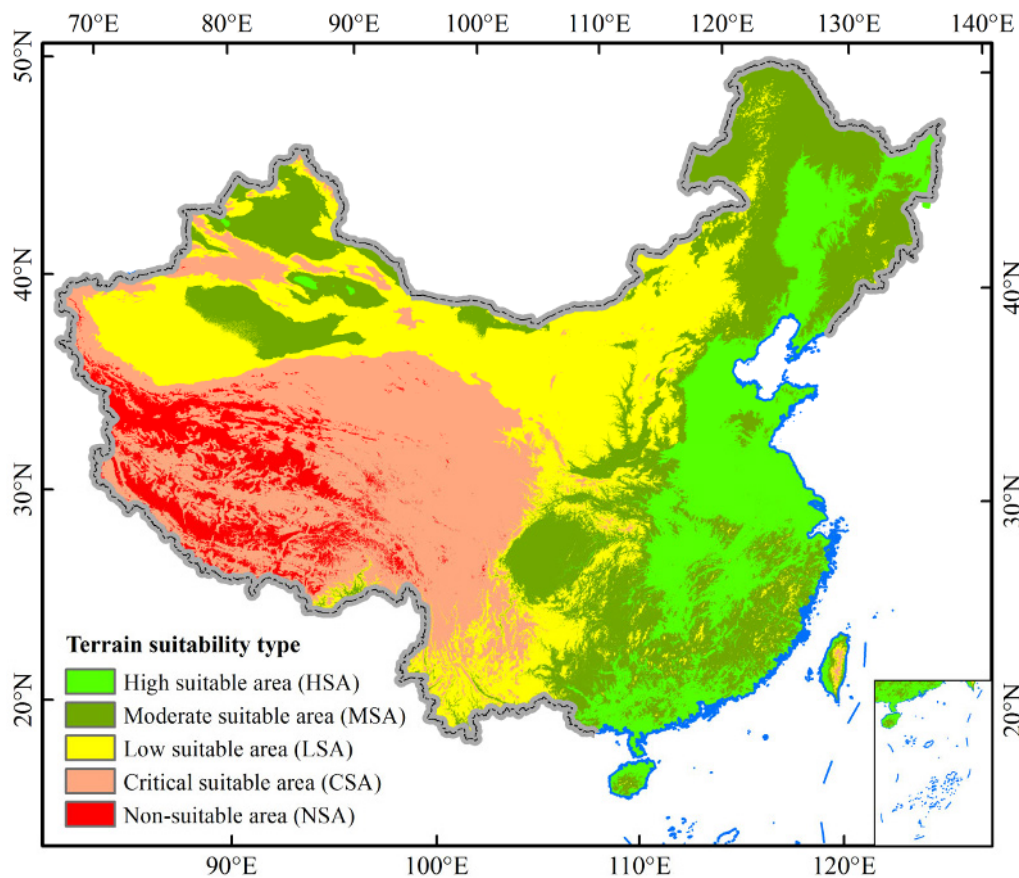 70°E 80°E 90°E 100°E 110°E 120°E 130°E 140°E
50°N
40°N 40°N
30°N 30°N
20°N 20°N
Terrain suitability type
High suitable area (HSA)
Moderate suitable area (MSA)
Low suitable area (LSA)
Critical suitable area (CSA)
Non-suitable area (NSA)
90°E 100°E 110°E 120°E